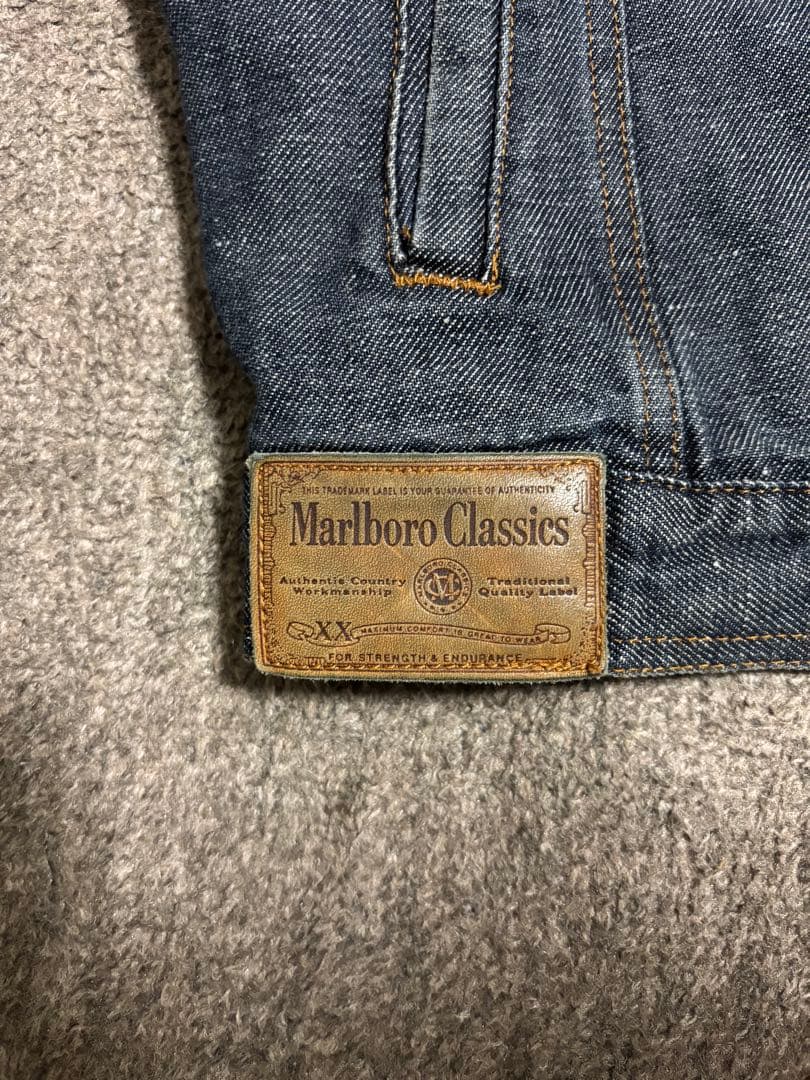 THIS TRADEMARK LABEL IS YOUR GUARANTEE OF AUTHENTICITY
Marlboro Classics
Authentic Country Workmanship
Traditional Quality Label
MC
XX MAXIMUM COMFORT IS GREAT TO WEAR
FOR STRENGTH & ENDURANCE